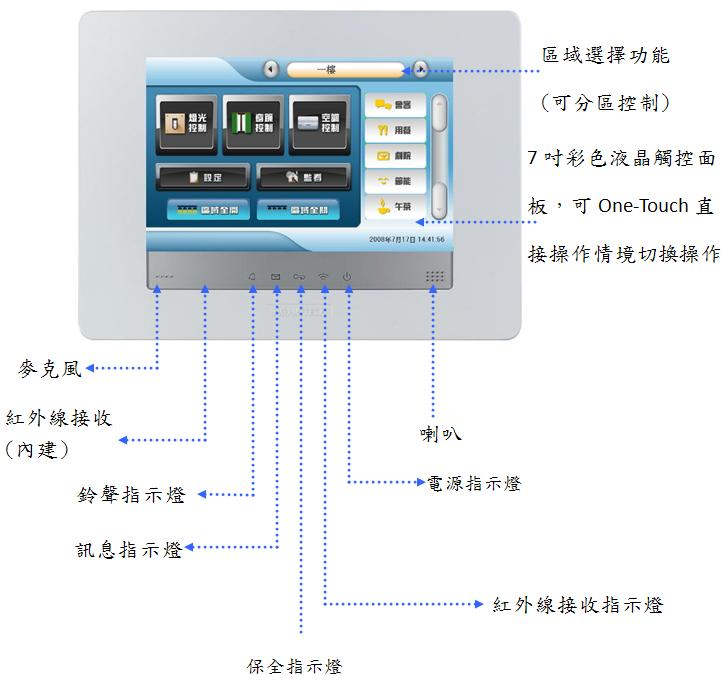 一樓
區域選擇功能
(可分區控制)
燈光
控制
窗簾
控制
空調
控制
會客
用餐
劇院
節能
午茶
設定
監看
區域全開
區域全關
2008年7月17日 14:41:56
7 吋彩色液晶觸控面
板，可 One-Touch 直
接操作情境切換操作
麥克風
紅外線接收
(內建)
喇叭
鈴聲指示燈
電源指示燈
訊息指示燈
紅外線接收指示燈
保全指示燈